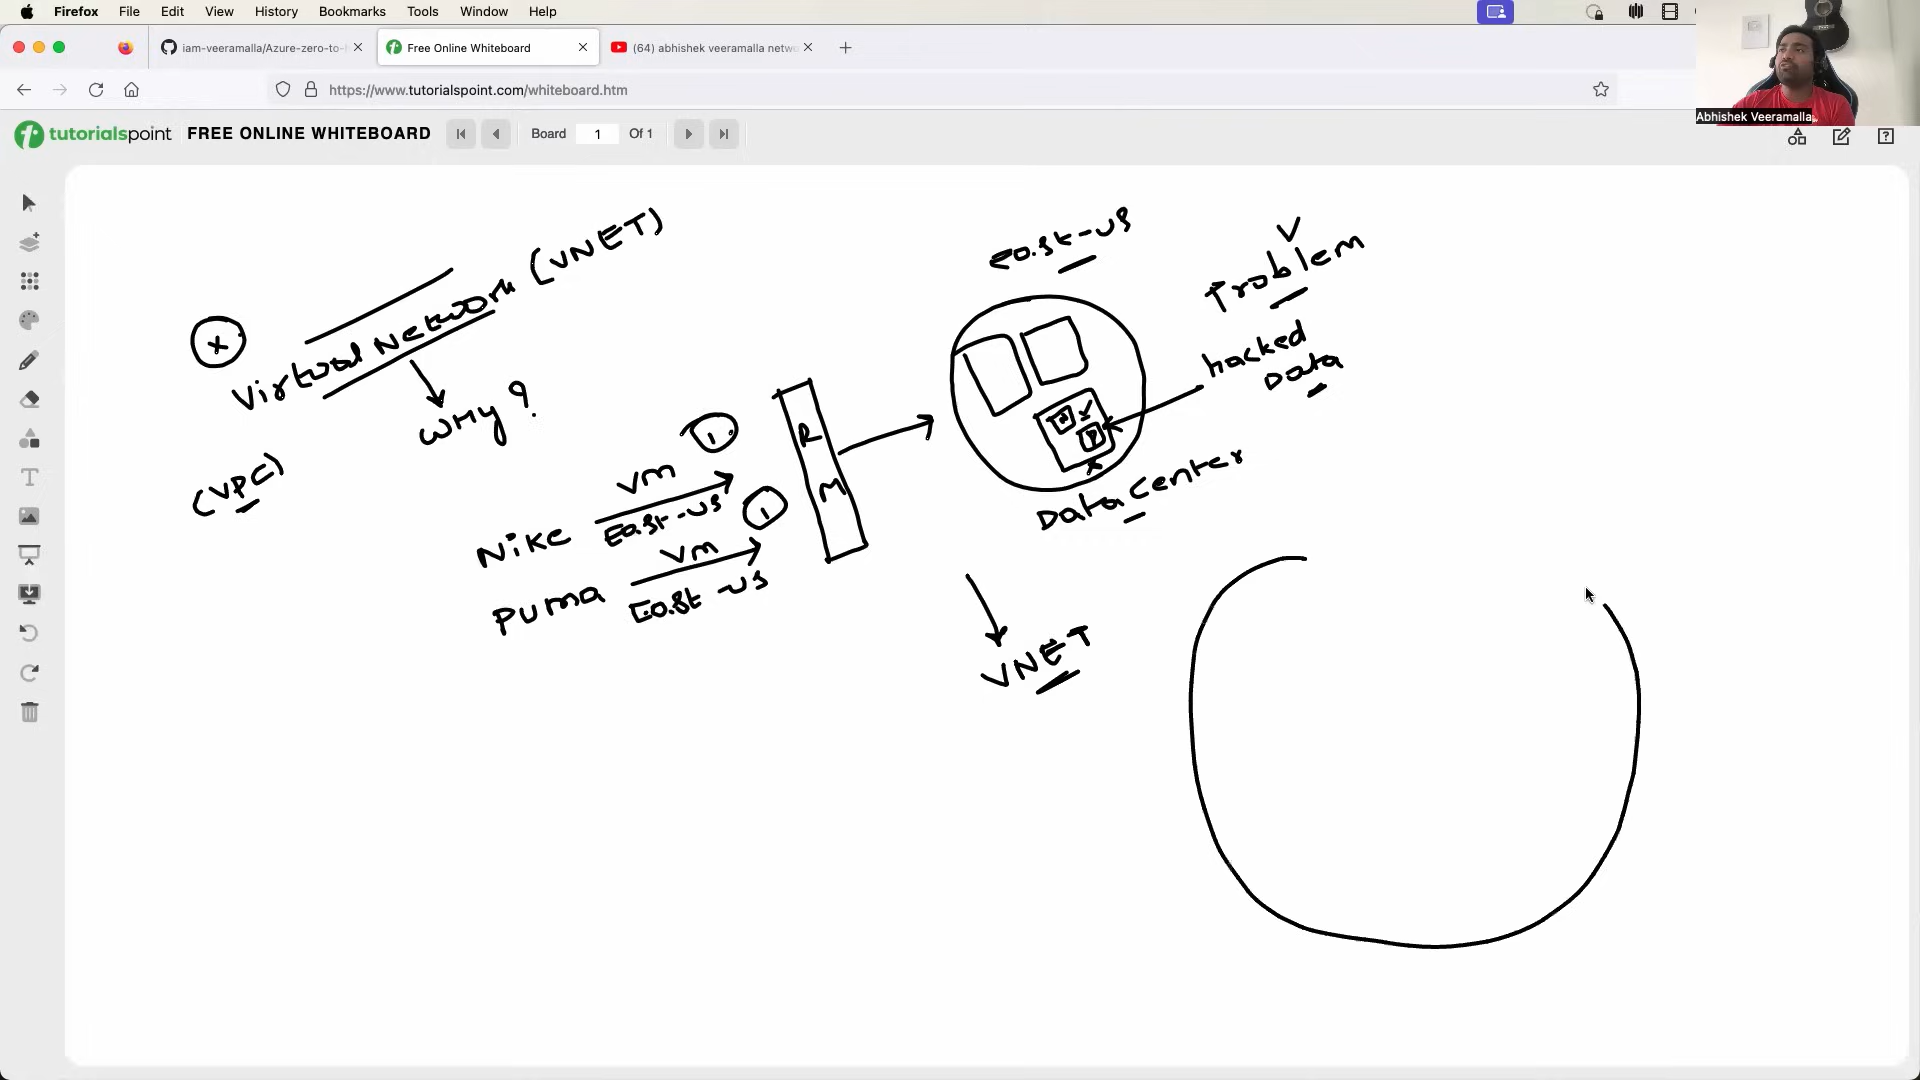 Firefox File Edit View History Bookmarks Tools Window Help
iam-veeramalla/Azure-zero-to-
Free Online Whiteboard
(64) abhishek veeramalla netw
https://www.tutorialspoint.com/whiteboard.htm
Abhishek Veeramalla
tutorialspoint FREE ONLINE WHITEBOARD Board 1 Of 1
Virtual Network (VNET)
Why?
(VPC)
Nike VM East-US 1
Puma VM East-US 1
R
M
East-US
Data Center
Problem
hacked
Data
VNET